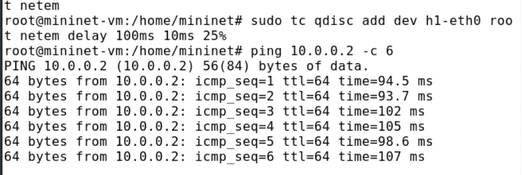 t netem
root@mininet-vm:/home/mininet# sudo tc qdisc add dev h1-eth0 roo
t netem delay 100ms 10ms 25%
root@mininet-vm:/home/mininet# ping 10.0.0.2 -c 6
PING 10.0.0.2 (10.0.0.2) 56(84) bytes of data.
64 bytes from 10.0.0.2: icmp_seq=1 ttl=64 time=94.5 ms
64 bytes from 10.0.0.2: icmp_seq=2 ttl=64 time=93.7 ms
64 bytes from 10.0.0.2: icmp_seq=3 ttl=64 time=102 ms
64 bytes from 10.0.0.2: icmp_seq=4 ttl=64 time=105 ms
64 bytes from 10.0.0.2: icmp_seq=5 ttl=64 time=98.6 ms
64 bytes from 10.0.0.2: icmp_seq=6 ttl=64 time=107 ms